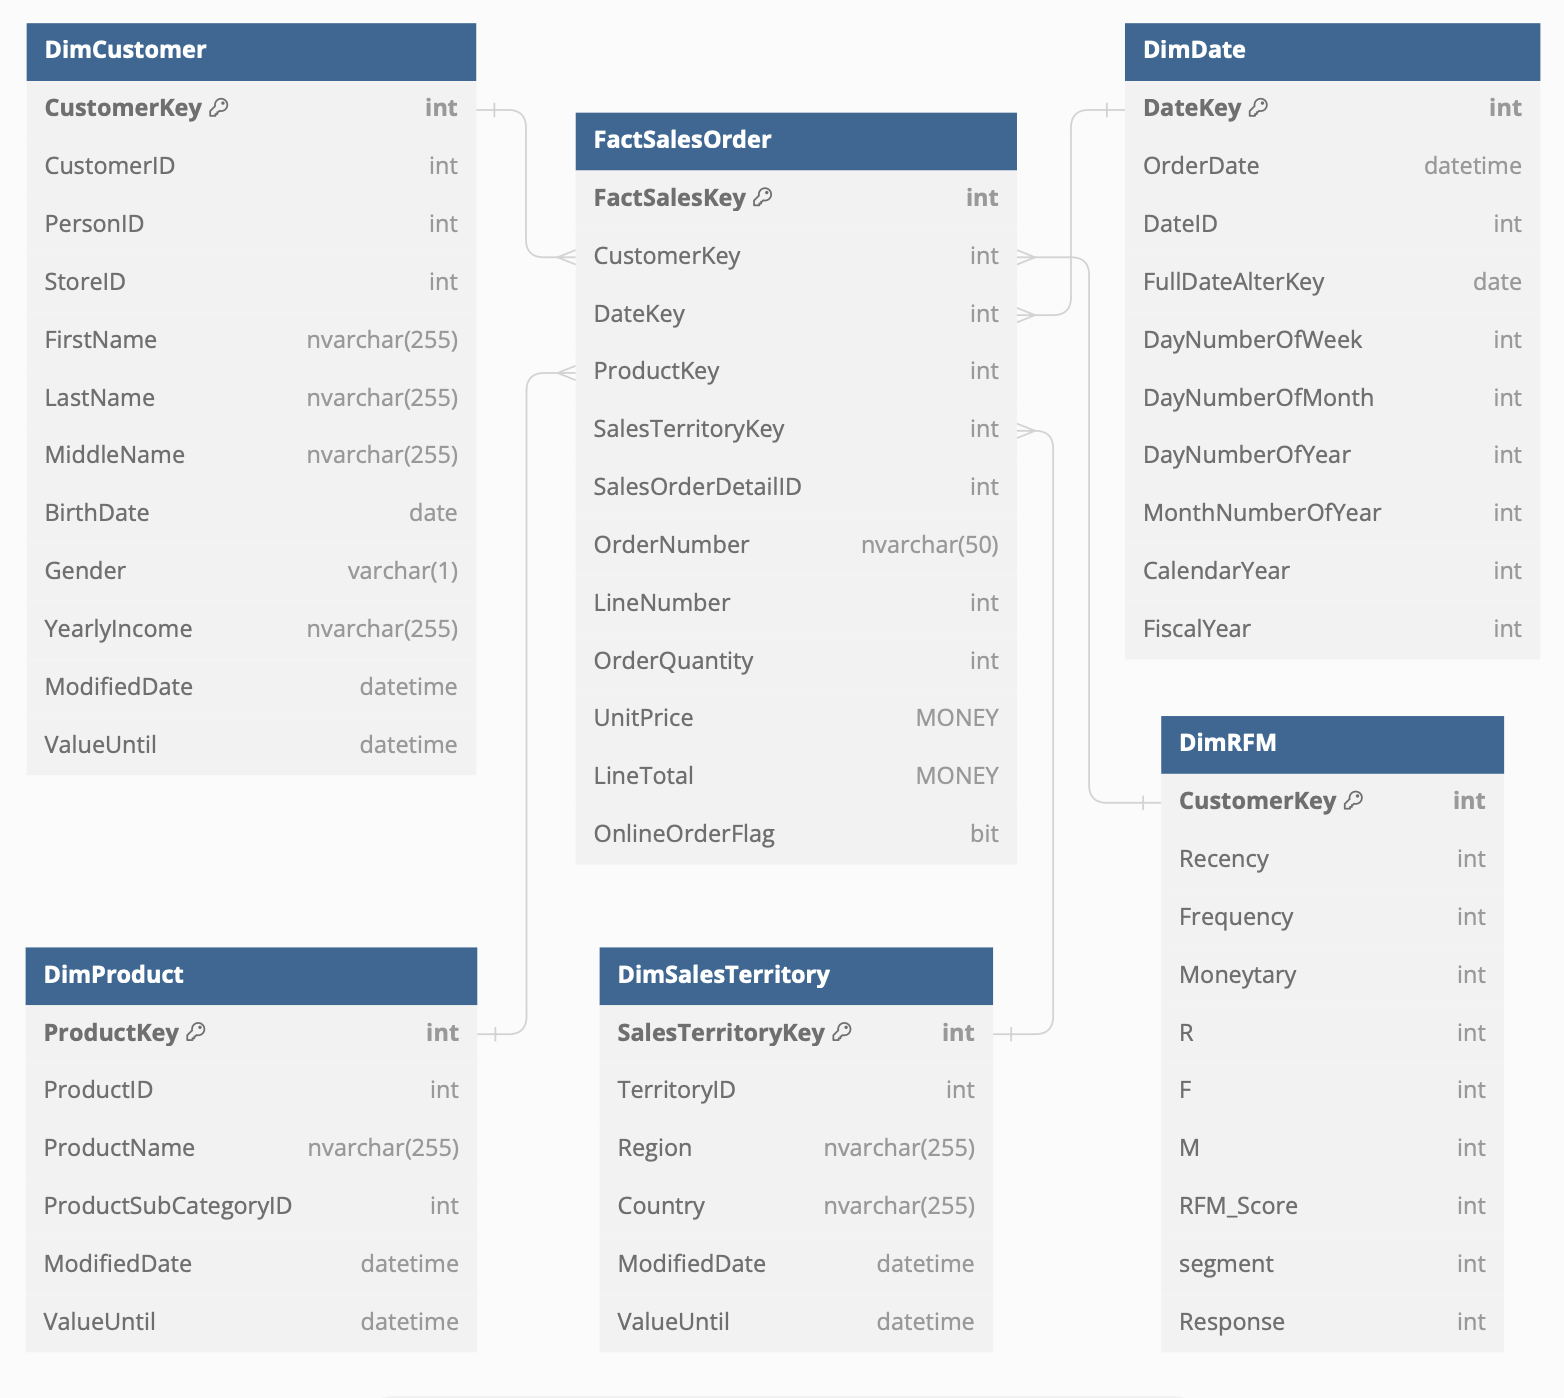 DimCustomer
CustomerKey int
CustomerID int
PersonID int
StoreID int
FirstName nvarchar(255)
LastName nvarchar(255)
MiddleName nvarchar(255)
BirthDate date
Gender varchar(1)
YearlyIncome nvarchar(255)
ModifiedDate datetime
ValueUntil datetime
FactSalesOrder
FactSalesKey int
CustomerKey int
DateKey int
ProductKey int
SalesTerritoryKey int
SalesOrderDetailID int
OrderNumber nvarchar(50)
LineNumber int
OrderQuantity int
UnitPrice MONEY
LineTotal MONEY
OnlineOrderFlag bit
DimDate
DateKey int
OrderDate datetime
DateID int
FullDateAlterKey date
DayNumberOfWeek int
DayNumberOfMonth int
DayNumberOfYear int
MonthNumberOfYear int
CalendarYear int
FiscalYear int
DimRFM
CustomerKey int
Recency int
Frequency int
Moneytary int
R int
F int
M int
RFM_Score int
segment int
Response int
DimProduct
ProductKey int
ProductID int
ProductName nvarchar(255)
ProductSubCategoryID int
ModifiedDate datetime
ValueUntil datetime
DimSalesTerritory
SalesTerritoryKey int
TerritoryID int
Region nvarchar(255)
Country nvarchar(255)
ModifiedDate datetime
ValueUntil datetime